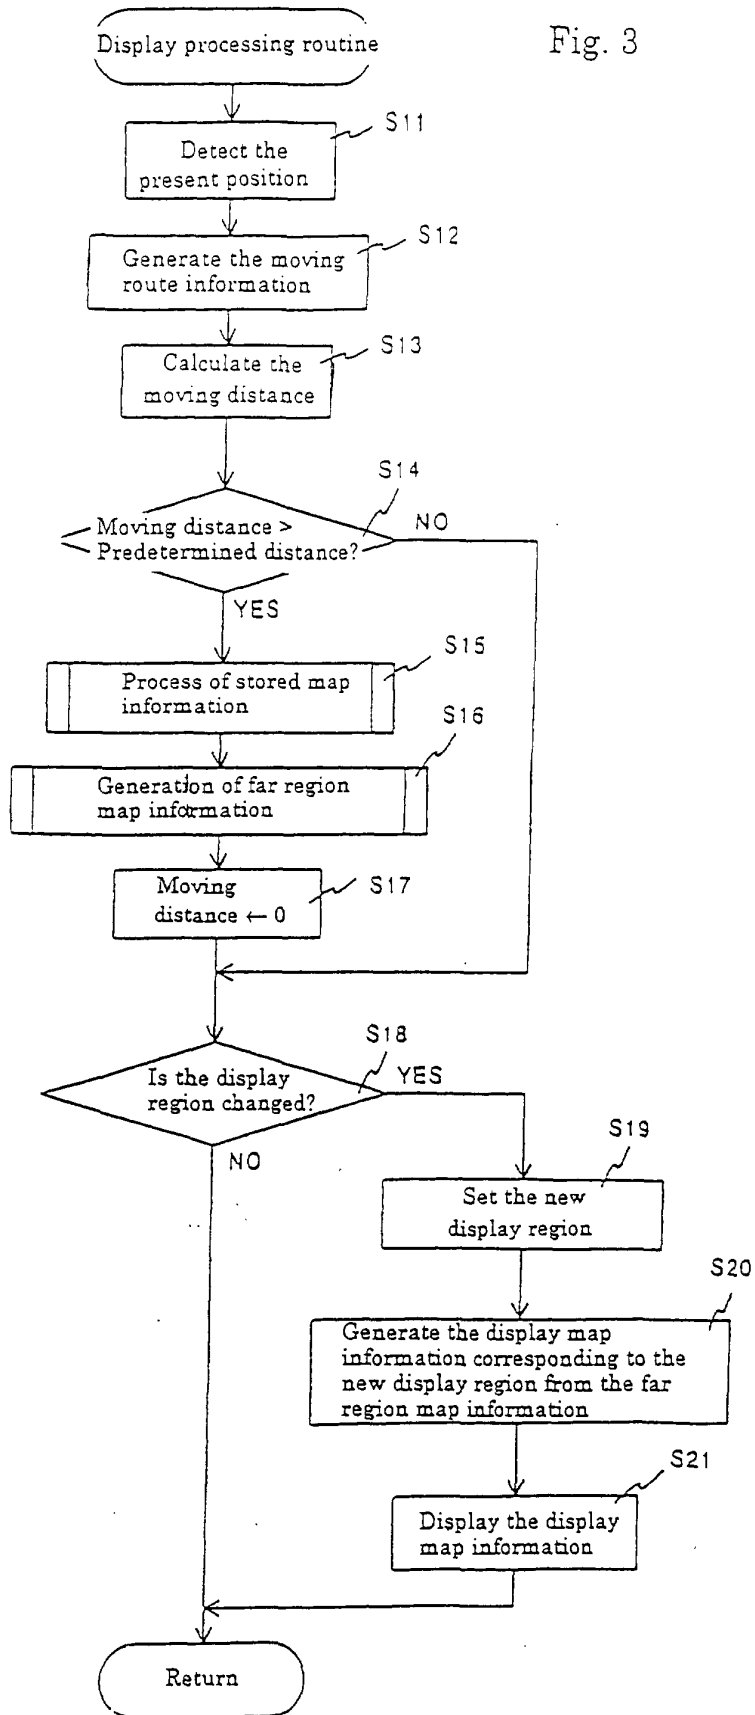 Fig. 3
Display processing routine
S11
Detect the
present position
S12
Generate the moving
route information
S13
Calculate the
moving distance
S14
Moving distance >
Predetermined distance?
NO
YES
S15
Process of stored map
information
S16
Generation of far region
map information
S17
Moving
distance ← 0
S18
Is the display
region changed?
YES
NO
S19
Set the new
display region
S20
Generate the display map
information corresponding to the
new display region from the far
region map information
S21
Display the display
map information
Return